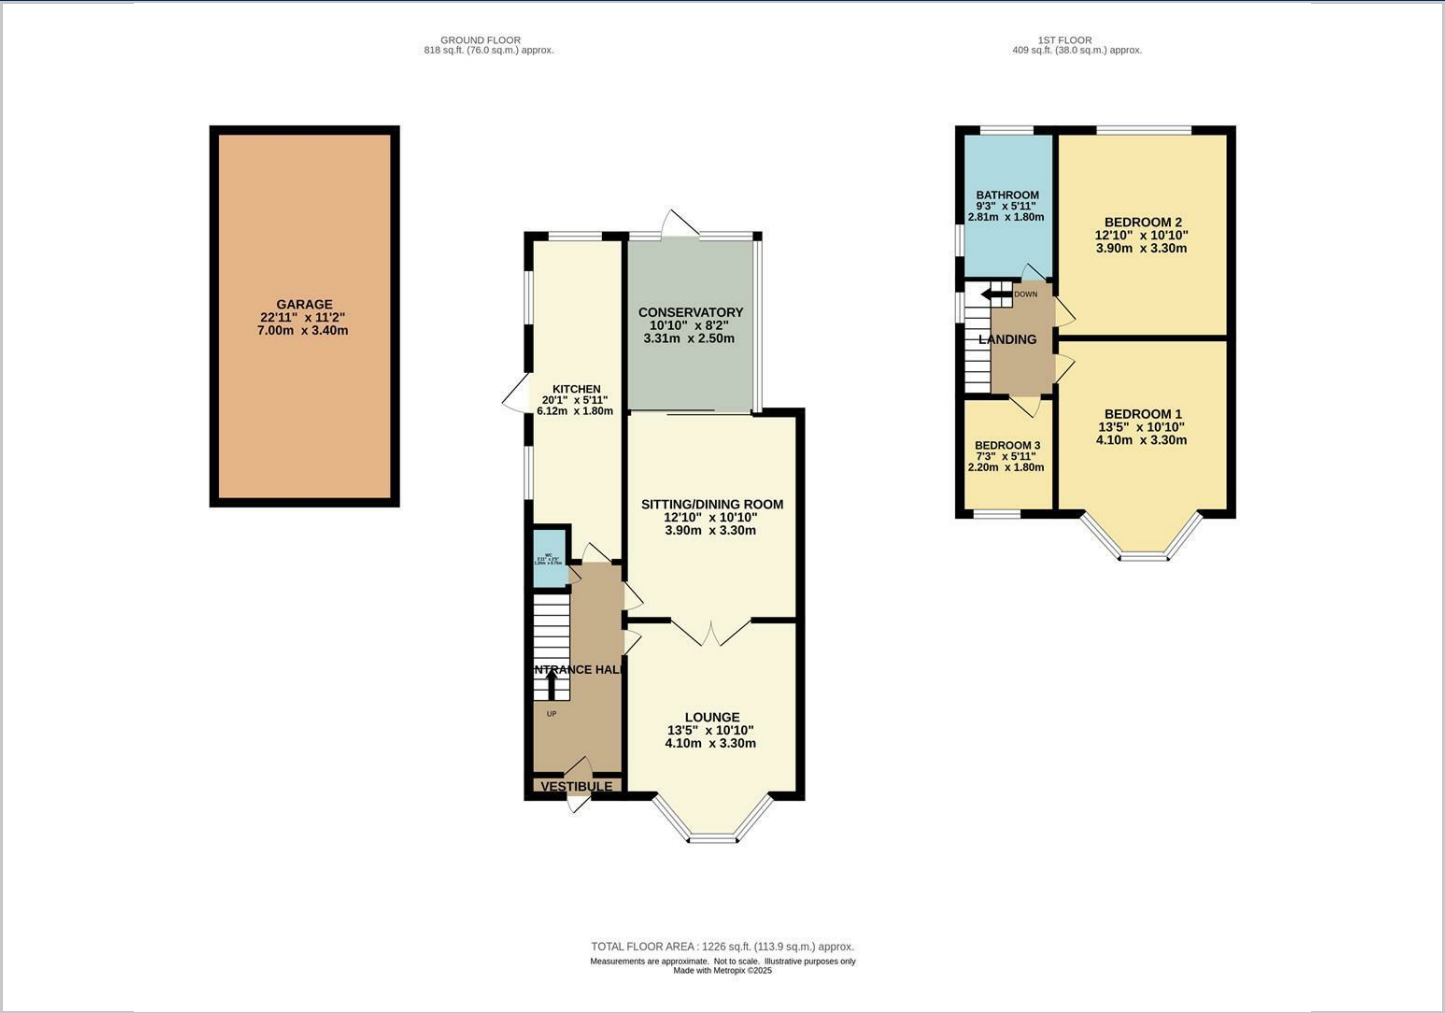 GROUND FLOOR
818 sq.ft. (76.0 sq.m.) approx.
1ST FLOOR
409 sq.ft. (38.0 sq.m.) approx.
GARAGE
22'11" x 11'2"
7.00m x 3.40m
CONSERVATORY
10'10" x 8'2"
3.31m x 2.50m
KITCHEN
20'1" x 5'11"
6.12m x 1.80m
SITTING/DINING ROOM
12'10" x 10'10"
3.90m x 3.30m
WC
NTRANCE HAL
UP
LOUNGE
13'5" x 10'10"
4.10m x 3.30m
VESTIBULE
BATHROOM
9'3" x 5'11"
2.81m x 1.80m
BEDROOM 2
12'10" x 10'10"
3.90m x 3.30m
DOWN
LANDING
BEDROOM 1
13'5" x 10'10"
4.10m x 3.30m
BEDROOM 3
7'3" x 5'11"
2.20m x 1.80m
TOTAL FLOOR AREA : 1226 sq.ft. (113.9 sq.m.) approx.
Measurements are approximate. Not to scale. Illustrative purposes only
Made with Metropix ©2025